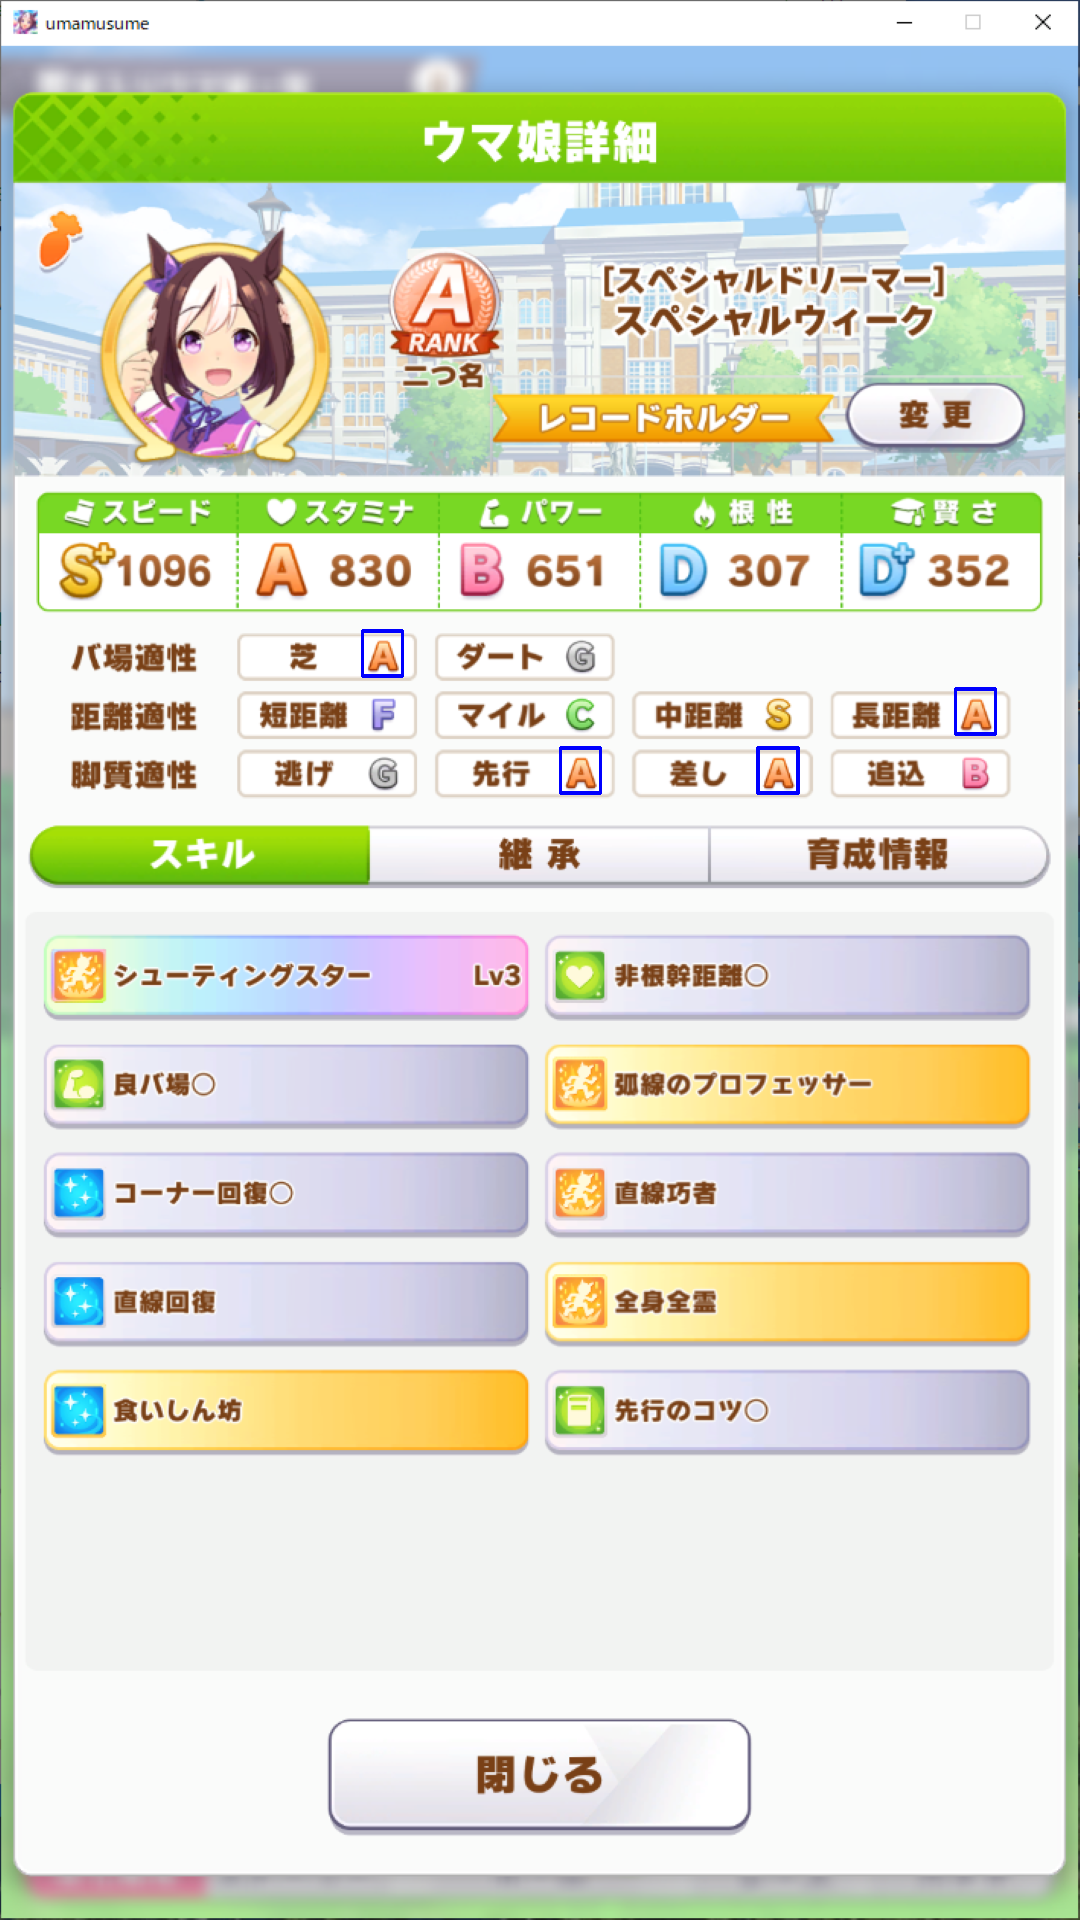 umamusume
ウマ娘詳細
[スペシャルドリーマー]
スペシャルウィーク
A
RANK
二つ名
レコードホルダー
変更
スピード スタミナ パワー 根性 賢さ
S+ 1096 A 830 B 651 D 307 D+ 352
バ場適性 芝 A ダート G
距離適性 短距離 F マイル C 中距離 S 長距離 A
脚質適性 逃げ G 先行 A 差し A 追込 B
スキル 継承 育成情報
シューティングスター Lv3 非根幹距離○
良バ場○ 弧線のプロフェッサー
コーナー回復○ 直線巧者
直線回復 全身全霊
食いしん坊 先行のコツ○
閉じる